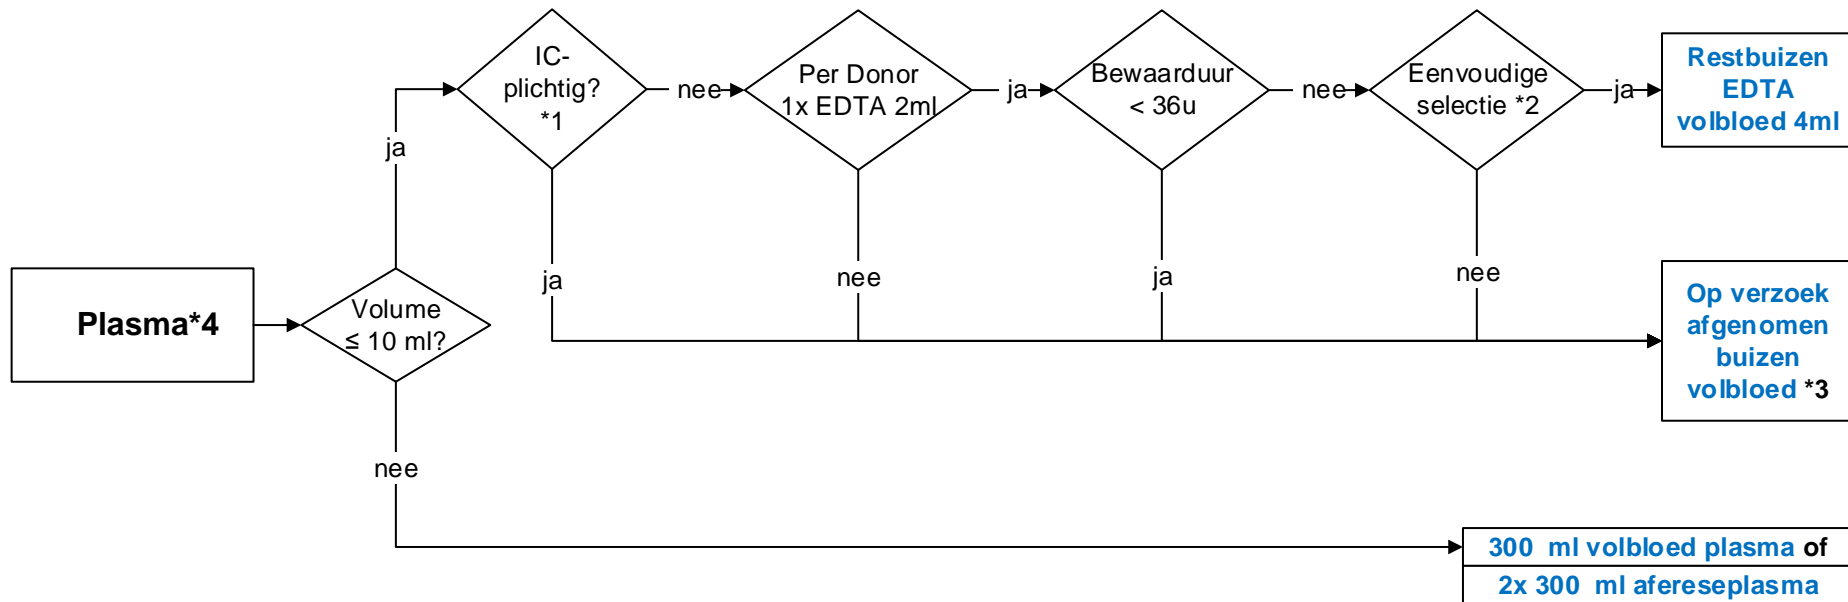 Plasma*4
Volume
≤ 10 ml?
ja
nee
IC-
plichtig?
*1
nee
ja
Per Donor
1x EDTA 2ml
ja
nee
Bewaarduur
< 36u
nee
ja
Eenvoudige
selectie *2
ja
nee
Restbuizen
EDTA
volbloed 4ml
Op verzoek
afgenomen
buizen
volbloed *3
300 ml volbloed plasma of
2x 300 ml afereseplasma